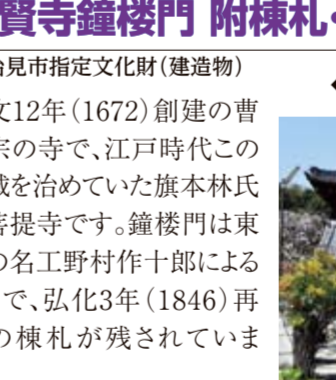 賢寺鐘楼門 附棟札・
治見市指定文化財(建造物)
文12年(1672)創建の曹
宗の寺で、江戸時代この
域を治めていた旗本林氏
菩提寺です。鐘楼門は東
の名工野村作十郎による
で、弘化3年(1846)再
の棟札が残されていま